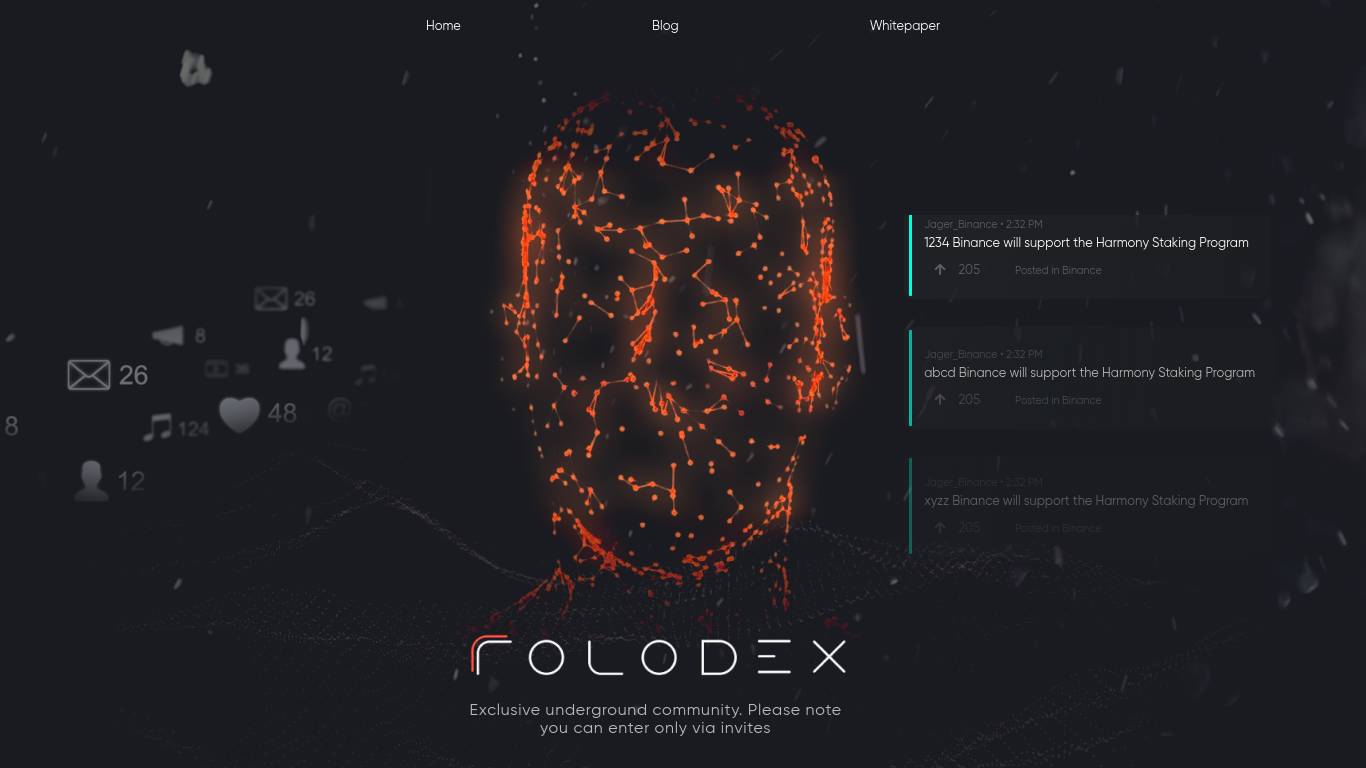 Home
Blog
Whitepaper
Jager_Binance • 2:32 PM
1234 Binance will support the Harmony Staking Program
205
Posted in Binance
26
8
12
36
26
48
124
8
12
@
Jager_Binance • 2:32 PM
abcd Binance will support the Harmony Staking Program
205
Posted in Binance
Jager_Binance • 2:32 PM
xyzz Binance will support the Harmony Staking Program
205
Posted in Binance
ROLODEX
Exclusive underground community. Please note
you can enter only via invites